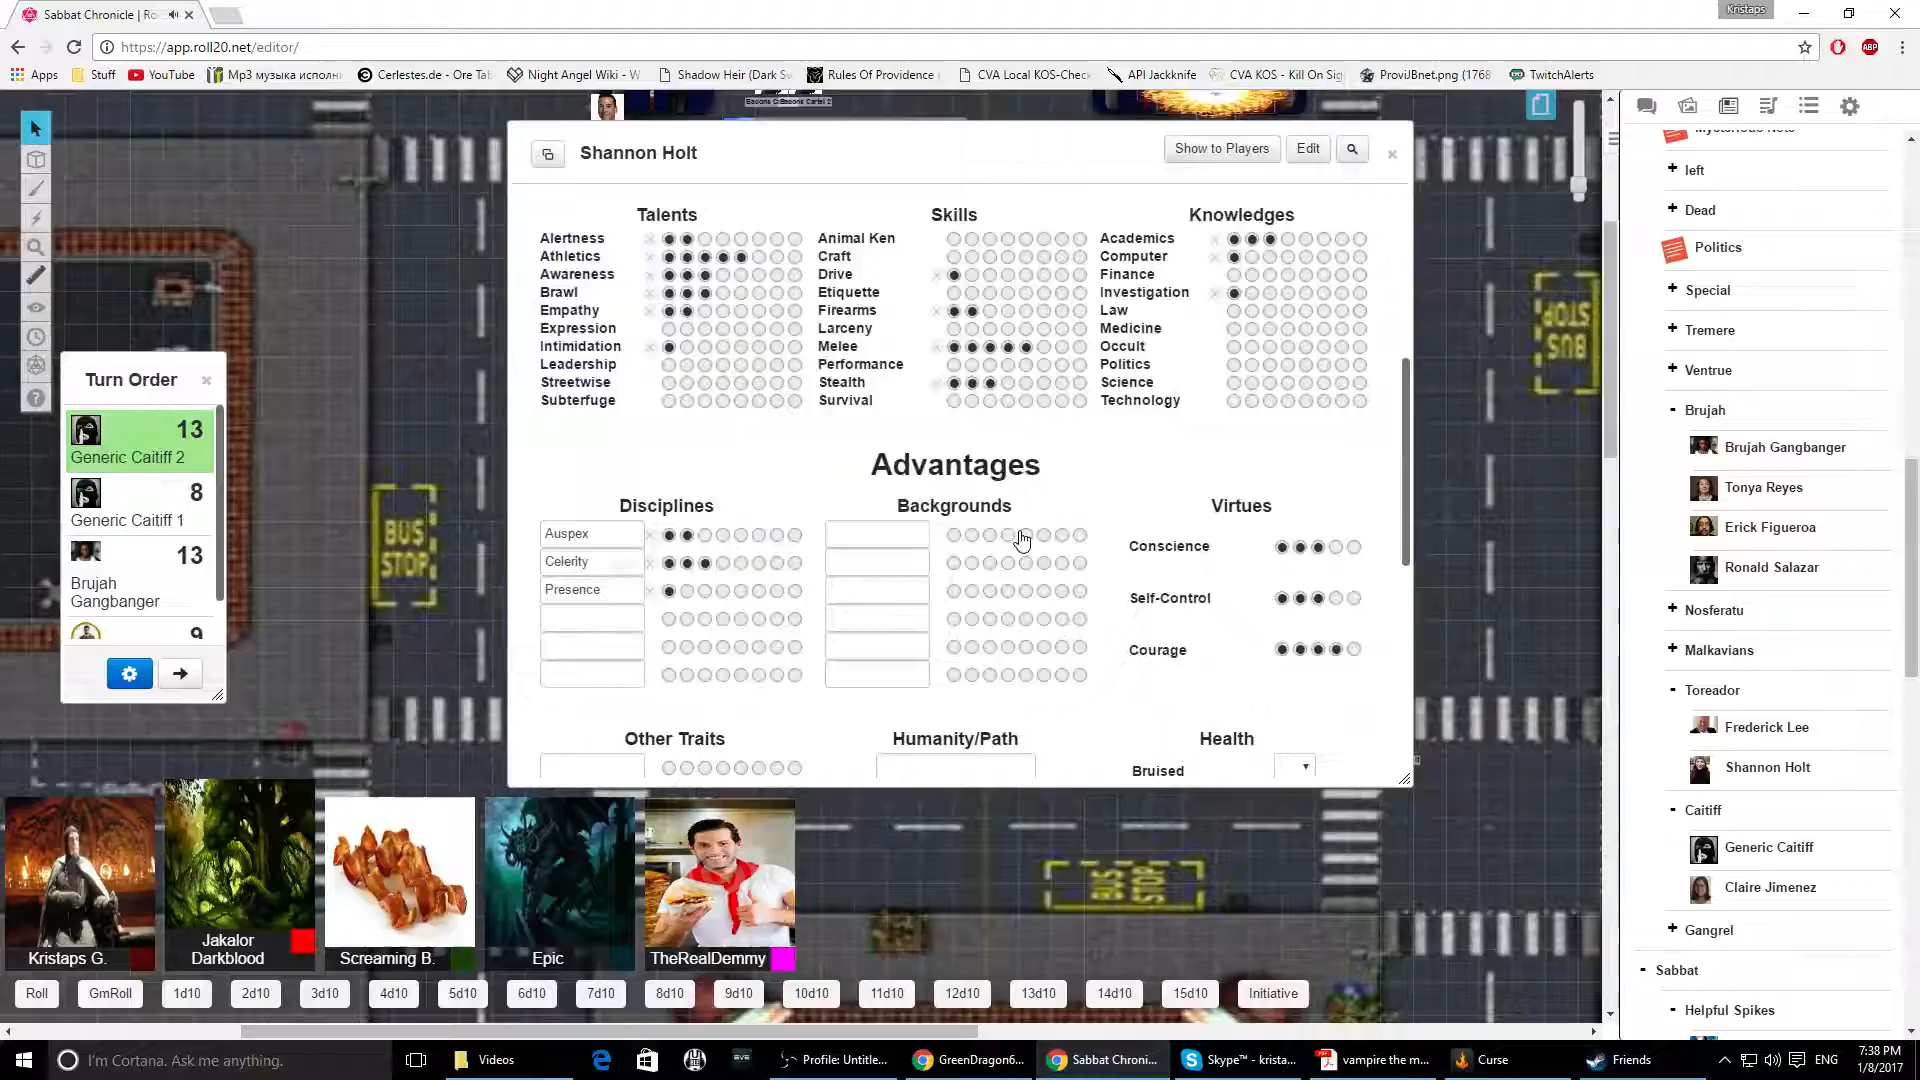 Sabbat Chronicle | Ro
Kristaps
https://app.roll20.net/editor/
Apps
Stuff
YouTube
Mp3 музыка исполни
Cerlestes.de - Ore Tab
Night Angel Wiki - W
Shadow Heir (Dark Sw
Rules Of Providence
CVA Local KOS-Check
API Jackknife
CVA KOS - Kill On Sig
ProviJBnet.png (1768
TwitchAlerts
Shannon Holt
Show to Players
Edit
Talents
Skills
Knowledges
Alertness
Animal Ken
Academics
Athletics
Craft
Computer
Awareness
Drive
Finance
Brawl
Etiquette
Investigation
Empathy
Firearms
Law
Expression
Larceny
Medicine
Intimidation
Melee
Occult
Leadership
Performance
Politics
Streetwise
Stealth
Science
Subterfuge
Survival
Technology
Advantages
Disciplines
Backgrounds
Virtues
Auspex
Celerity
Presence
Conscience
Self-Control
Courage
Other Traits
Humanity/Path
Health
Bruised
Turn Order
13
Generic Caitiff 2
8
Generic Caitiff 1
13
Brujah
Gangbanger
9
BUS
STOP
BUS
STOP
BUS
STOP
Mysterious Note
left
Dead
Politics
Special
Tremere
Ventrue
Brujah
Brujah Gangbanger
Tonya Reyes
Erick Figueroa
Ronald Salazar
Nosferatu
Malkavians
Toreador
Frederick Lee
Shannon Holt
Caitiff
Generic Caitiff
Claire Jimenez
Gangrel
Sabbat
Helpful Spikes
Kristaps G.
Jakalor
Darkblood
Screaming B.
Epic
TheRealDemmy
Roll
GmRoll
1d10
2d10
3d10
4d10
5d10
6d10
7d10
8d10
9d10
10d10
11d10
12d10
13d10
14d10
15d10
Initiative
I'm Cortana. Ask me anything.
Videos
Profile: Untitle...
GreenDragon6...
Sabbat Chroni...
Skype™ - krista...
vampire the m...
Curse
Friends
ENG
7:38 PM
1/8/2017